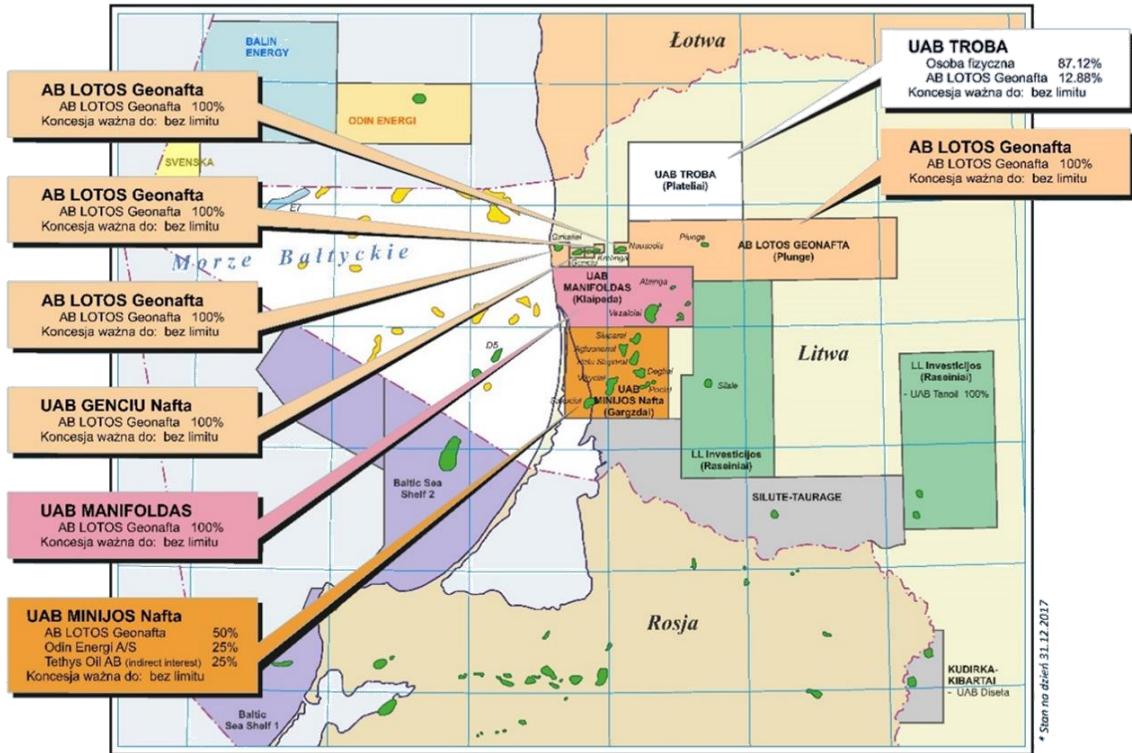 AB LOTOS Geonafta
AB LOTOS Geonafta 100%
Koncesja ważna do: bez limitu
AB LOTOS Geonafta
AB LOTOS Geonafta 100%
Koncesja ważna do: bez limitu
AB LOTOS Geonafta
AB LOTOS Geonafta 100%
Koncesja ważna do: bez limitu
UAB GENCIU Nafta
AB LOTOS Geonafta 100%
Koncesja ważna do: bez limitu
UAB MANIFOLDAS
AB LOTOS Geonafta 100%
Koncesja ważna do: bez limitu
UAB MINIJOS Nafta
AB LOTOS Geonafta 50%
Odin Energi A/S 25%
Tethys Oil AB (indirect interest) 25%
Koncesja ważna do: bez limitu
UAB TROBA
Osoba fizyczna 87.12%
AB LOTOS Geonafta 12.88%
Koncesja ważna do: bez limitu
AB LOTOS Geonafta
AB LOTOS Geonafta 100%
Koncesja ważna do: bez limitu
BALIN
ENERGY
ODIN ENERGI
SVENSKA
E7
Morze Bałtyckie
Łotwa
UAB TROBA
(Plateliai)
Plunge
AB LOTOS GEONAFTA
(Plunge)
Nausodis
Kretinga
UAB
MANIFOLDAS
(Klaipeda)
Ablinga
Vezaiciai
D5
Siupariai
Degliai
Pociai
UAB
MINIJOS Nafta
(Gargzdai)
Litwa
Silale
LL Investicijos
(Raseiniai)
LL Investicijos
(Raseiniai)
- UAB Tanoil 100%
SILUTE-TAURAGE
Baltic Sea
Shelf 2
Baltic
Sea Shelf 1
Rosja
KUDIRKA-
KIBARTAI
- UAB Diseta
* Stan na dzień 31.12.2017